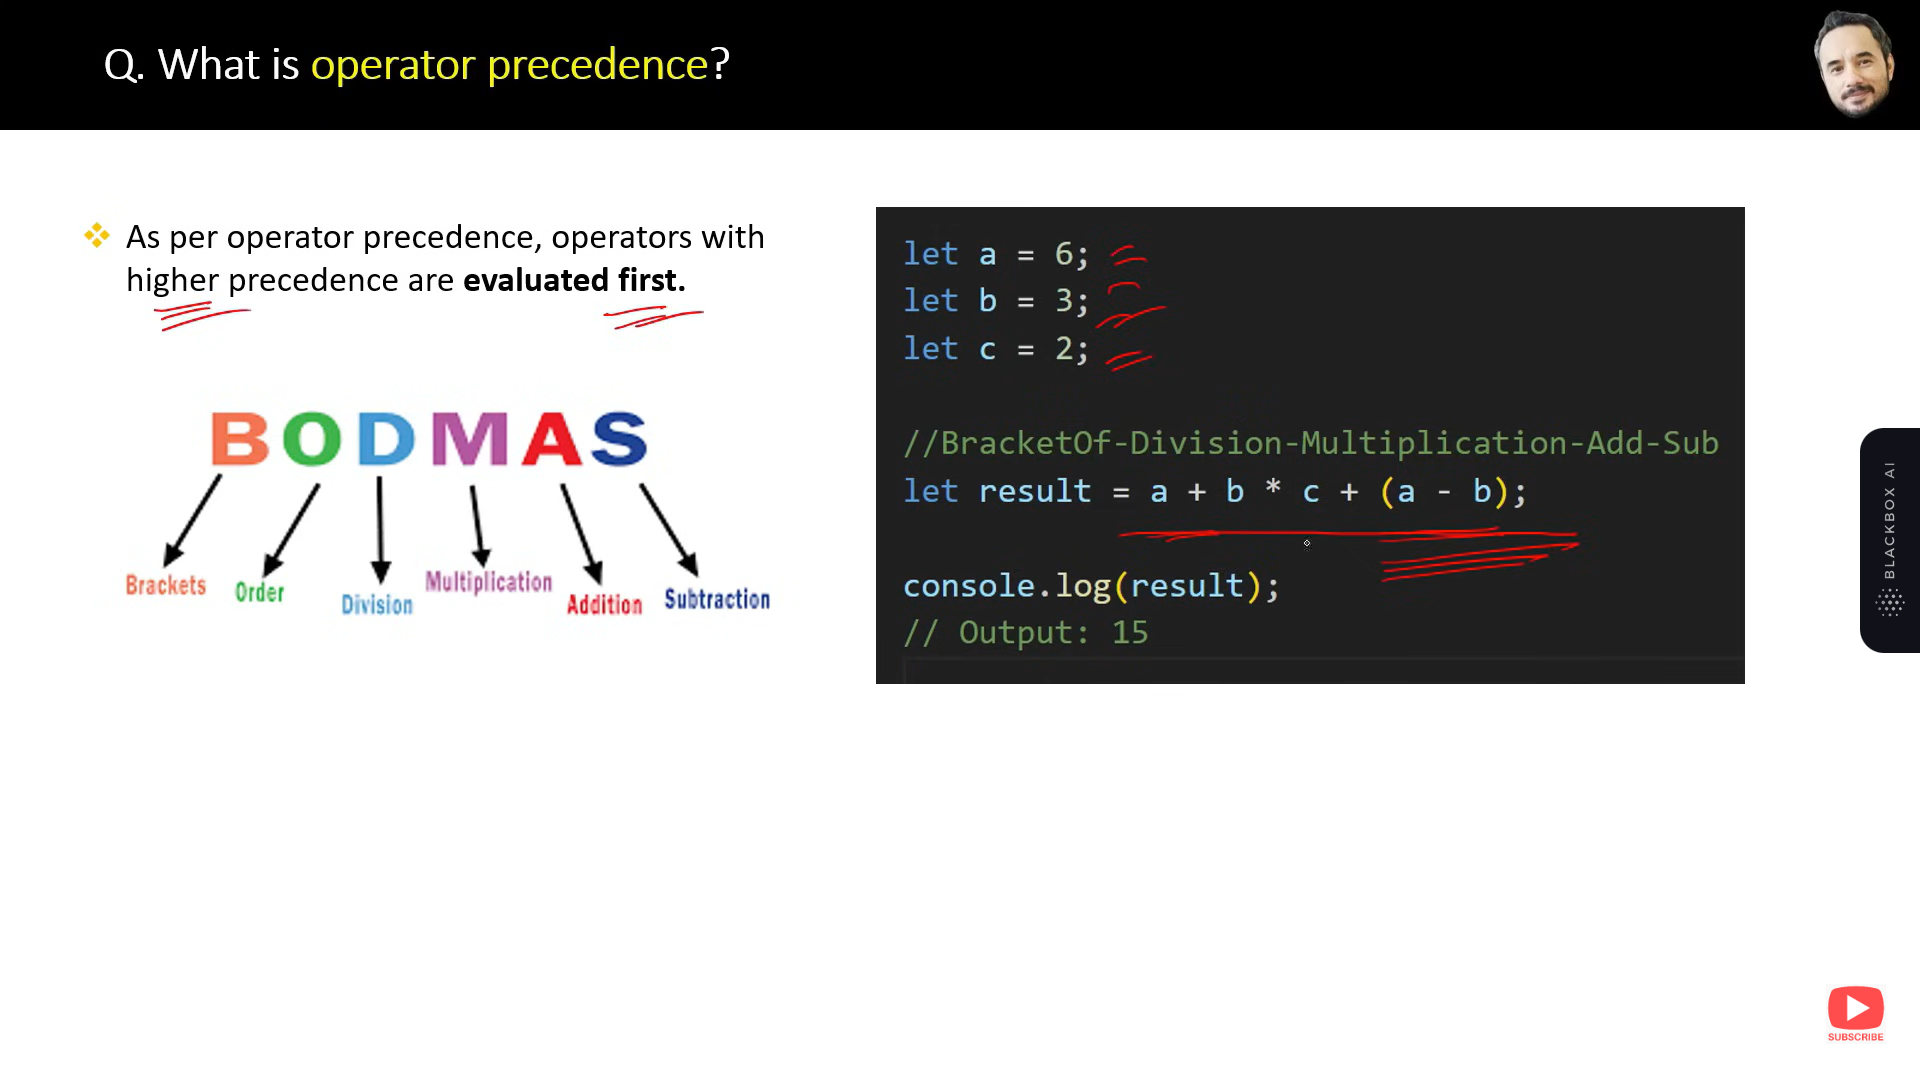 Q. What is operator precedence?
As per operator precedence, operators with
higher precedence are evaluated first.
BODMAS
Brackets Order Division Multiplication Addition Subtraction
let a = 6;
let b = 3;
let c = 2;
//BracketOf-Division-Multiplication-Add-Sub
let result = a + b * c + (a - b);
console.log(result);
// Output: 15
BLACKBOX AI
SUBSCRIBE